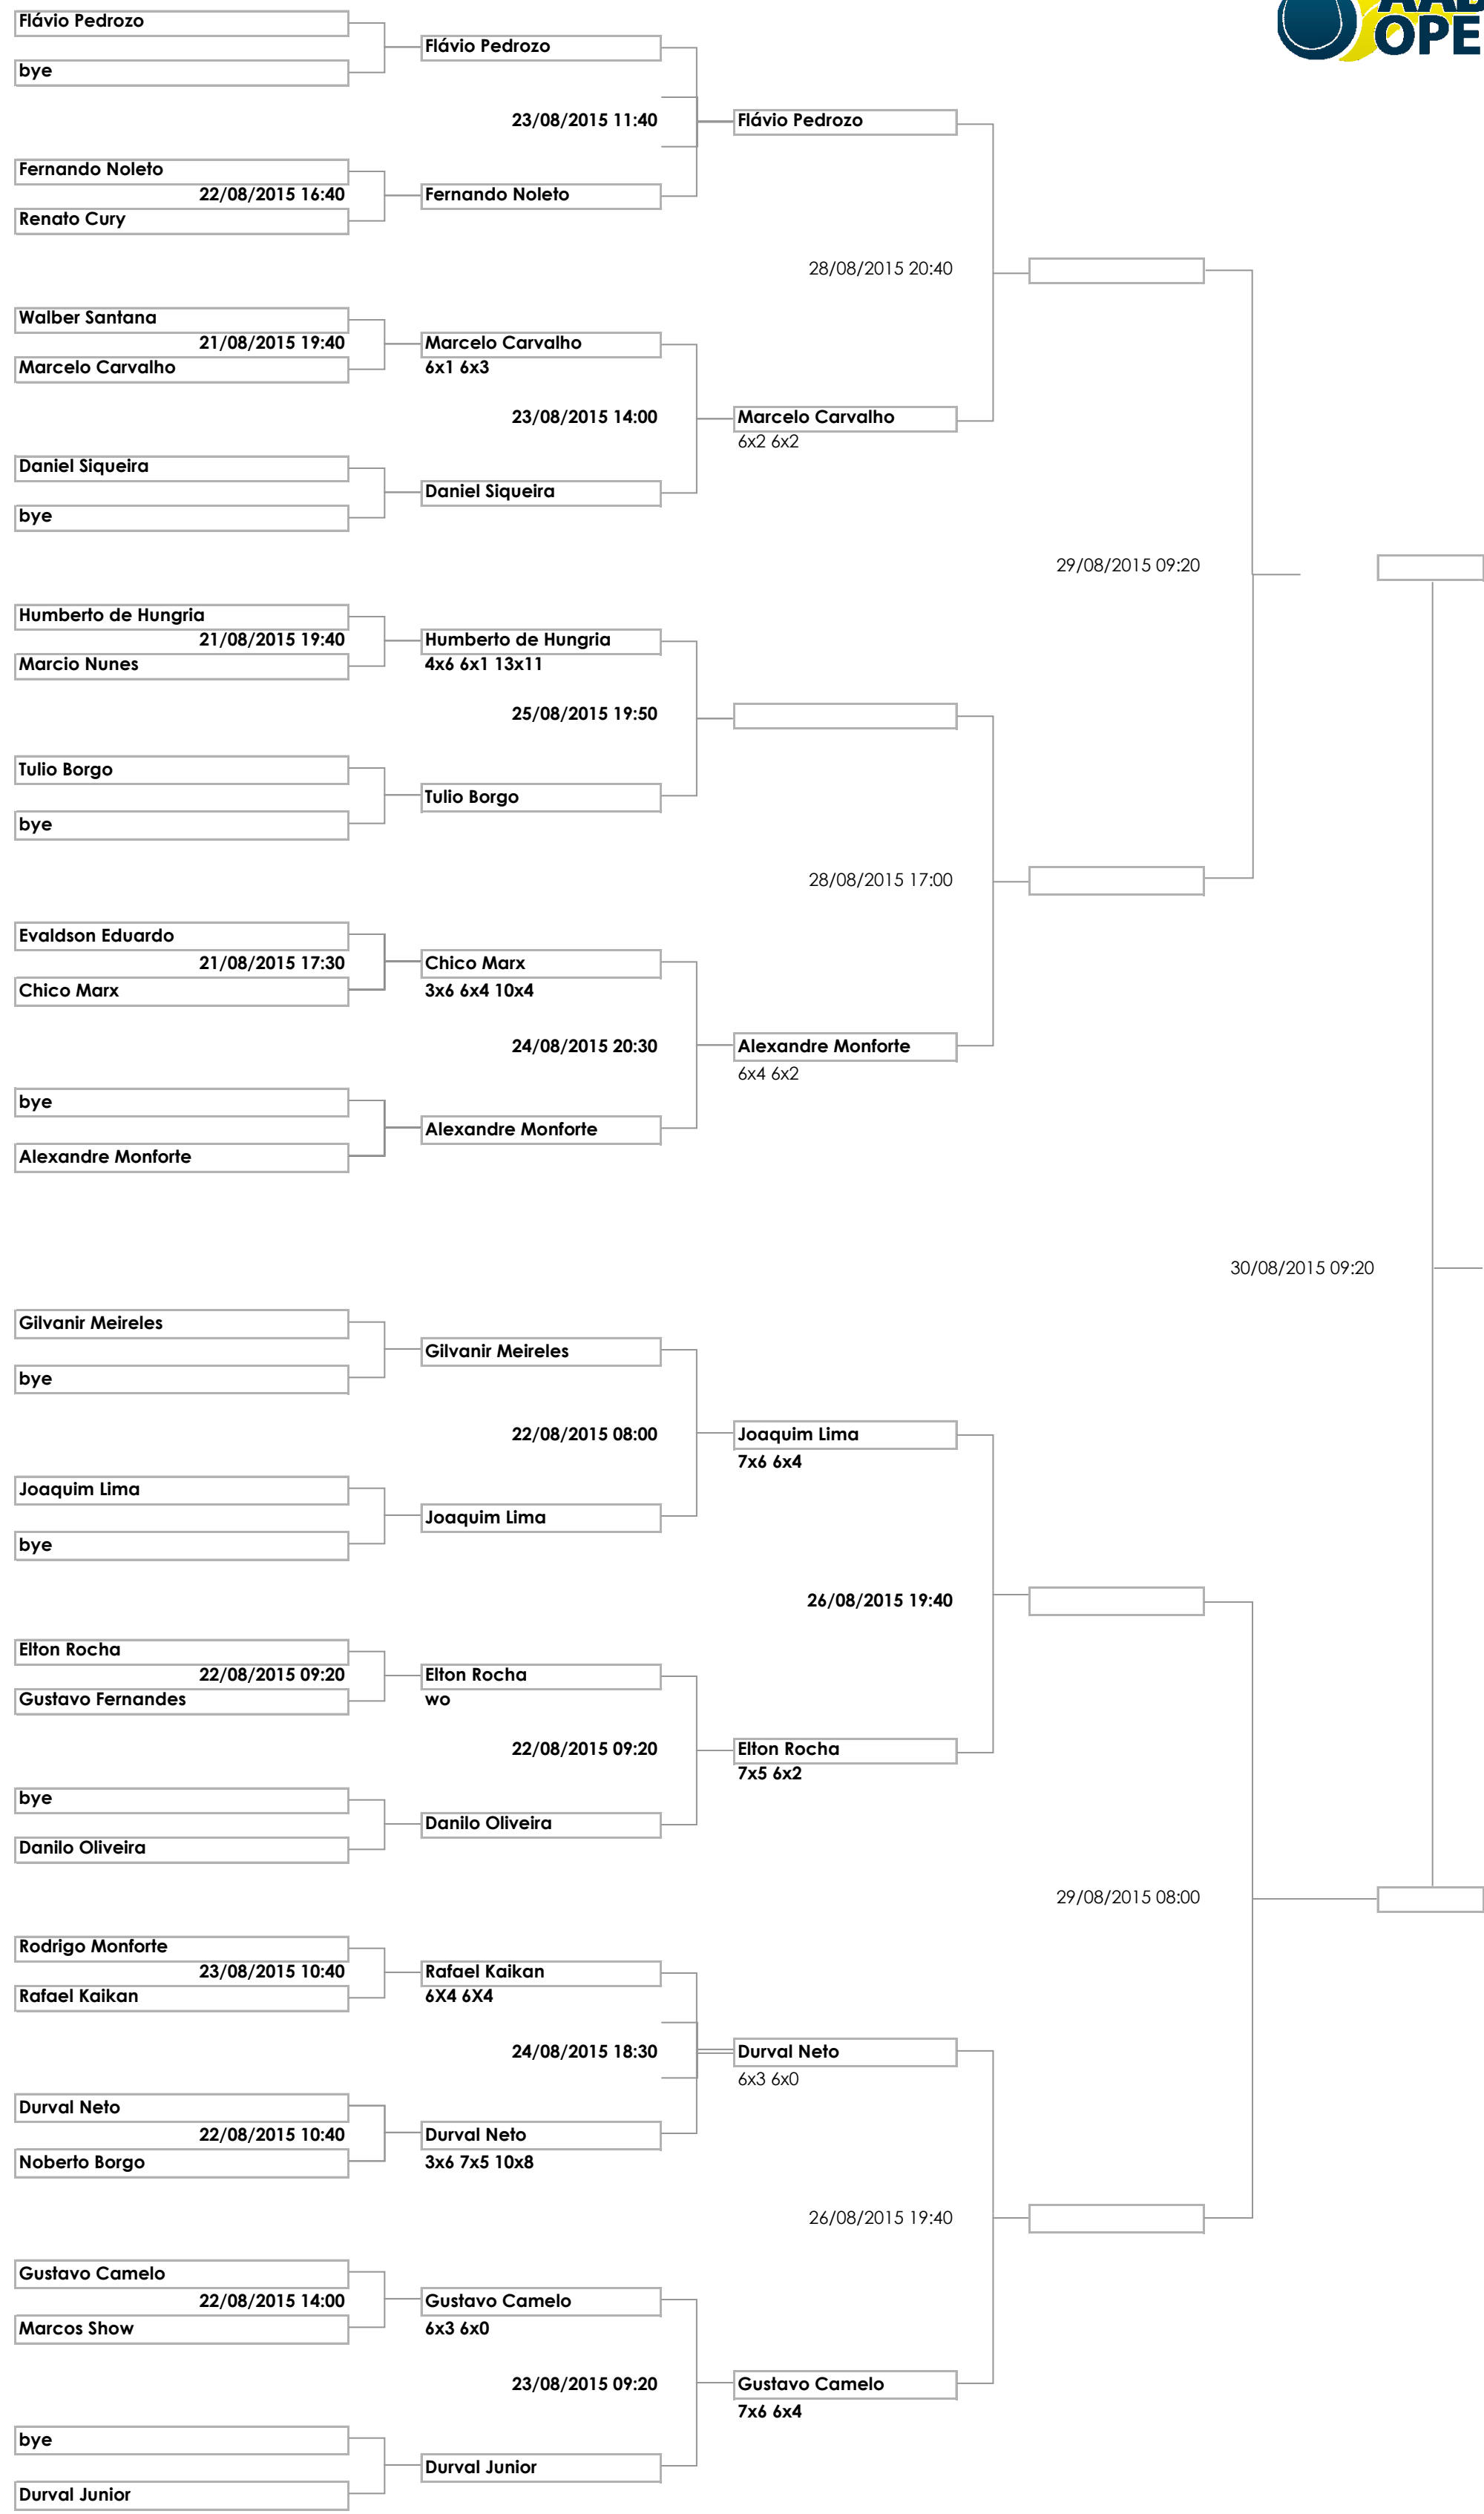 OPE
Flávio Pedrozo
Flávio Pedrozo
bye
23/08/2015 11:40
Flávio Pedrozo
Fernando Noleto
22/08/2015 16:40
Fernando Noleto
Renato Cury
28/08/2015 20:40
Walber Santana
21/08/2015 19:40
Marcelo Carvalho
Marcelo Carvalho
6x1 6x3
23/08/2015 14:00
Marcelo Carvalho
6x2 6x2
Daniel Siqueira
Daniel Siqueira
bye
29/08/2015 09:20
Humberto de Hungria
21/08/2015 19:40
Humberto de Hungria
Marcio Nunes
4x6 6x1 13x11
25/08/2015 19:50
Tulio Borgo
Tulio Borgo
bye
28/08/2015 17:00
Evaldson Eduardo
21/08/2015 17:30
Chico Marx
Chico Marx
3x6 6x4 10x4
24/08/2015 20:30
Alexandre Monforte
6x4 6x2
bye
Alexandre Monforte
Alexandre Monforte
30/08/2015 09:20
Gilvanir Meireles
Gilvanir Meireles
bye
22/08/2015 08:00
Joaquim Lima
7x6 6x4
Joaquim Lima
Joaquim Lima
bye
26/08/2015 19:40
Elton Rocha
22/08/2015 09:20
Elton Rocha
Gustavo Fernandes
wo
22/08/2015 09:20
Elton Rocha
7x5 6x2
bye
Danilo Oliveira
Danilo Oliveira
29/08/2015 08:00
Rodrigo Monforte
23/08/2015 10:40
Rafael Kaikan
Rafael Kaikan
6X4 6X4
24/08/2015 18:30
Durval Neto
6x3 6x0
Durval Neto
22/08/2015 10:40
Durval Neto
Noberto Borgo
3x6 7x5 10x8
26/08/2015 19:40
Gustavo Camelo
22/08/2015 14:00
Gustavo Camelo
Marcos Show
6x3 6x0
23/08/2015 09:20
Gustavo Camelo
7x6 6x4
bye
Durval Junior
Durval Junior